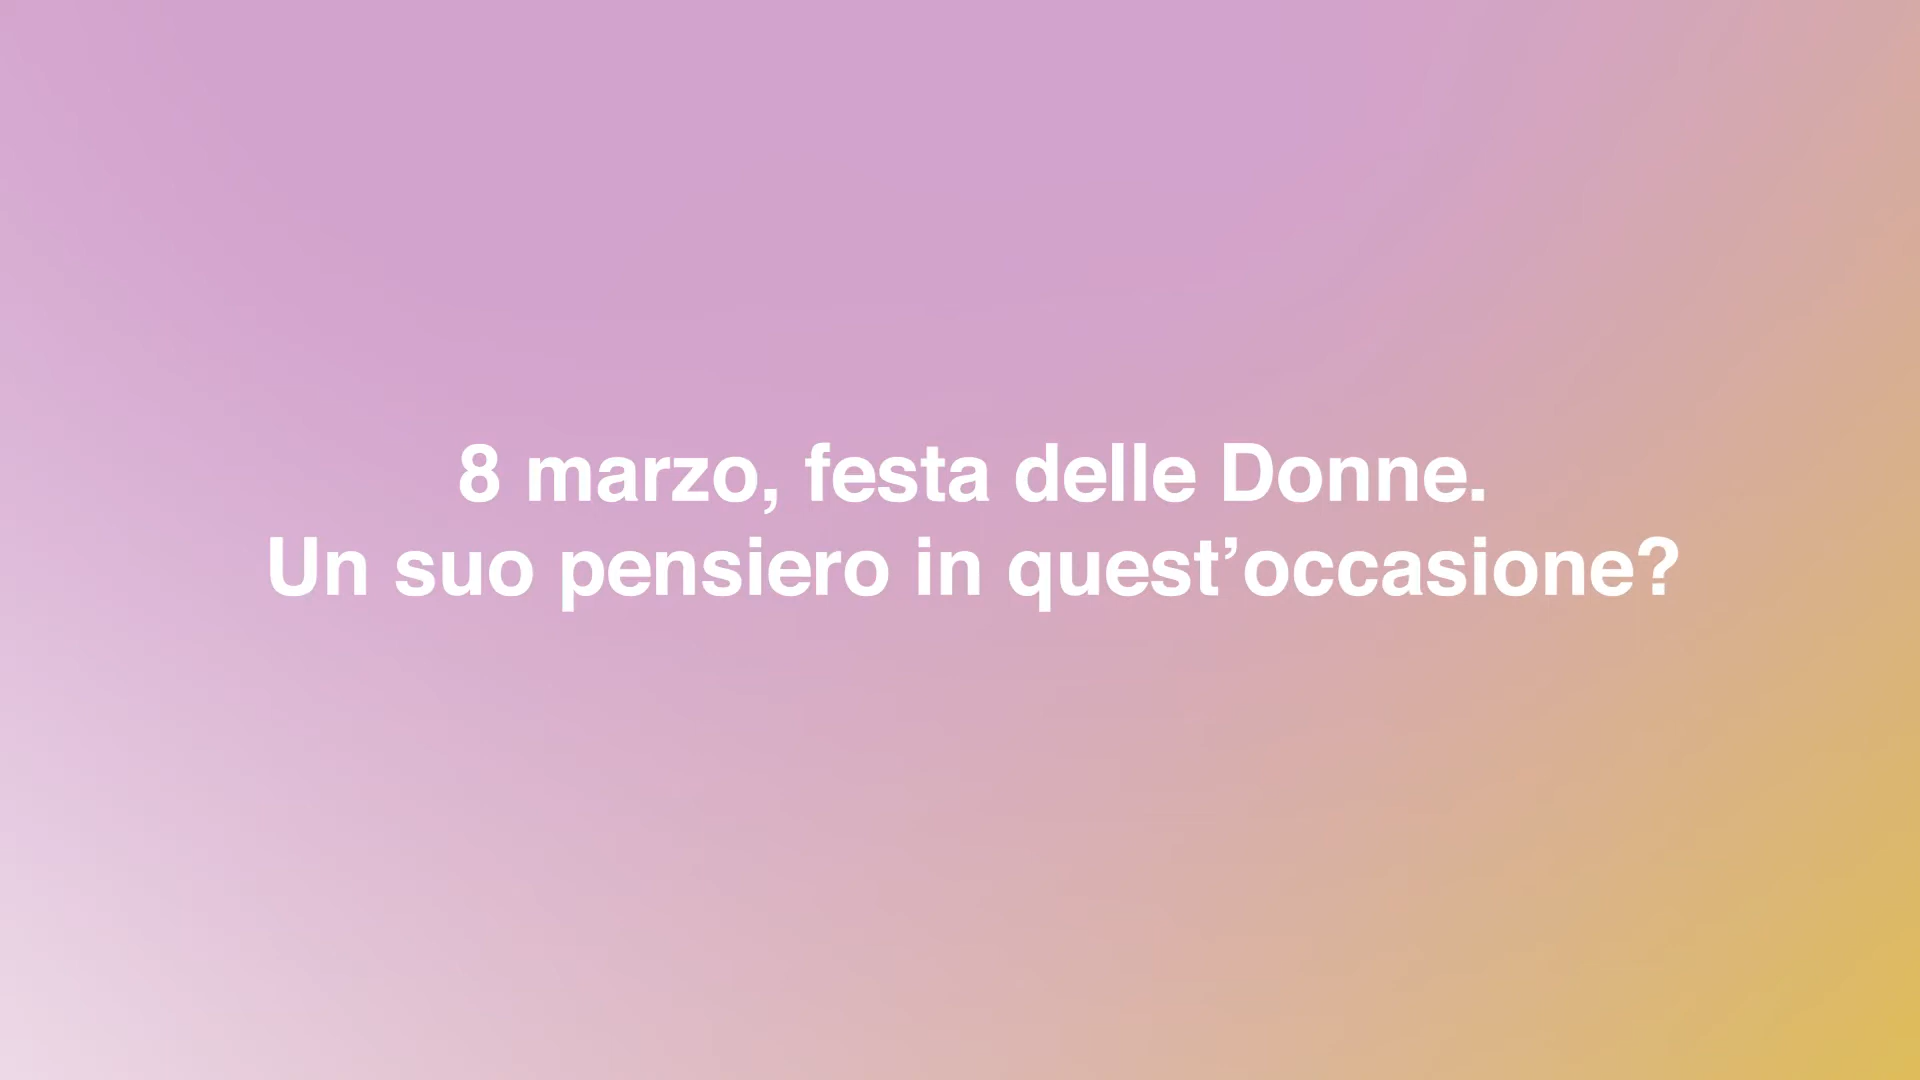 8 marzo, festa delle Donne.
Un suo pensiero in quest’occasione?